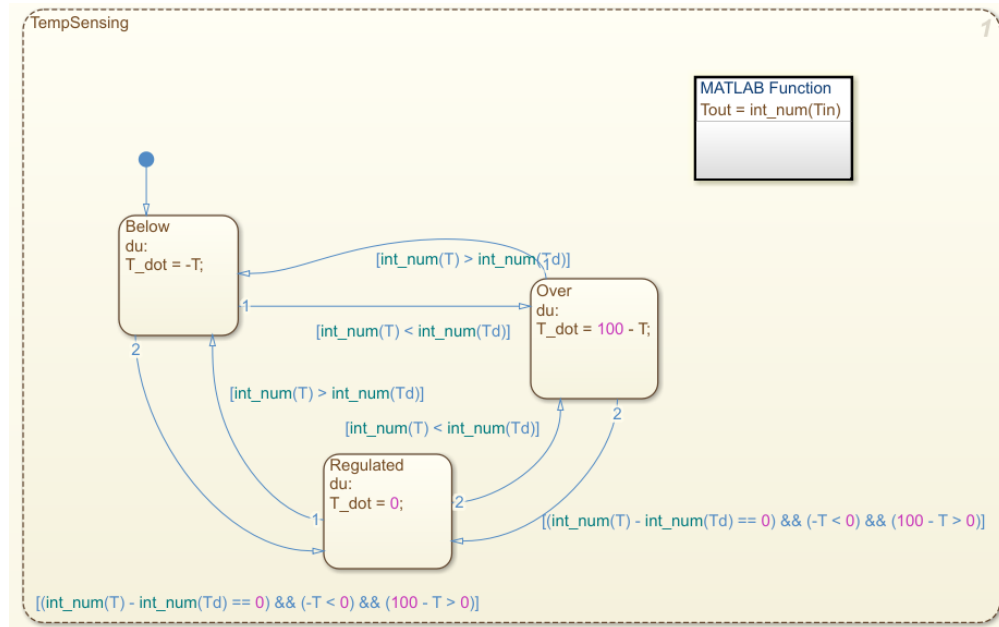 TempSensing
1
MATLAB Function
Tout = int_num(Tin)
Below
du:
T_dot = -T;
[int_num(T) > int_num(Td)]
1
1
[int_num(T) < int_num(Td)]
Over
du:
T_dot = 100 - T;
2
[int_num(T) > int_num(Td)]
[int_num(T) < int_num(Td)]
2
Regulated
du:
T_dot = 0;
1
2
[(int_num(T) - int_num(Td) == 0) && (-T < 0) && (100 - T > 0)]
[(int_num(T) - int_num(Td) == 0) && (-T < 0) && (100 - T > 0)]